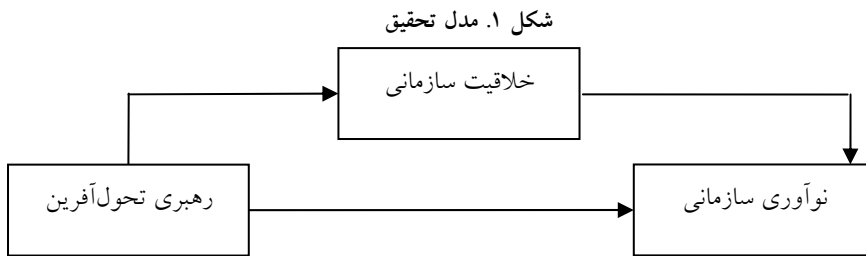 شکل ۱. مدل تحقیق
خلاقیت سازمانی
رهبری تحول‌آفرین
نوآوری سازمانی